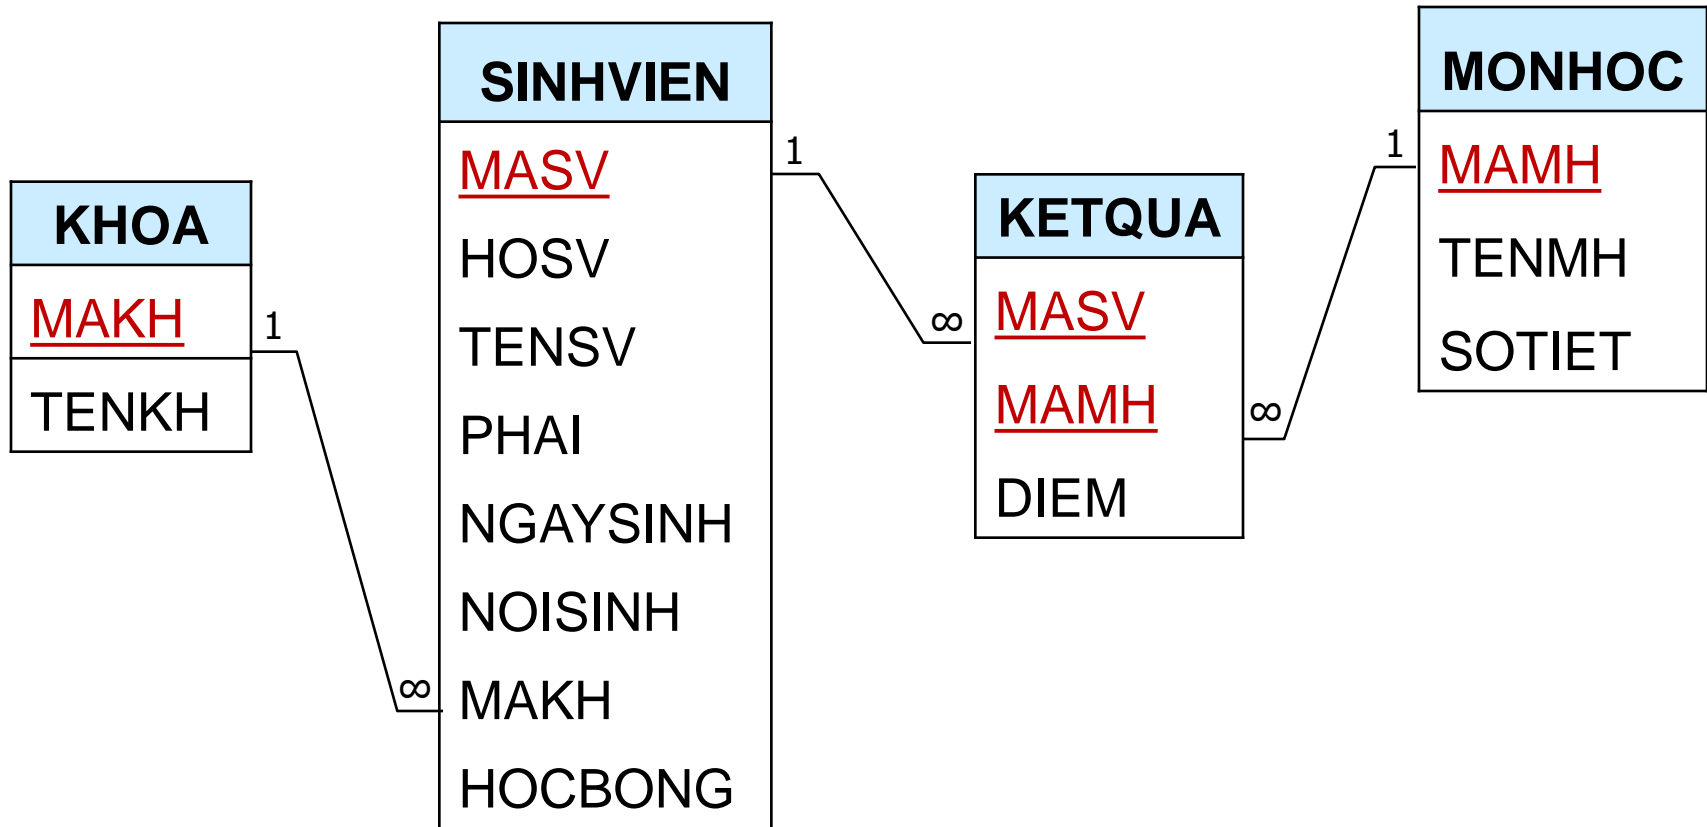 KHOA
MAKH
TENKH
1
∞
SINHVIEN
MASV
HOSV
TENSV
PHAI
NGAYSINH
NOISINH
MAKH
HOCBONG
1
∞
KETQUA
MASV
MAMH
DIEM
∞
1
MONHOC
MAMH
TENMH
SOTIET